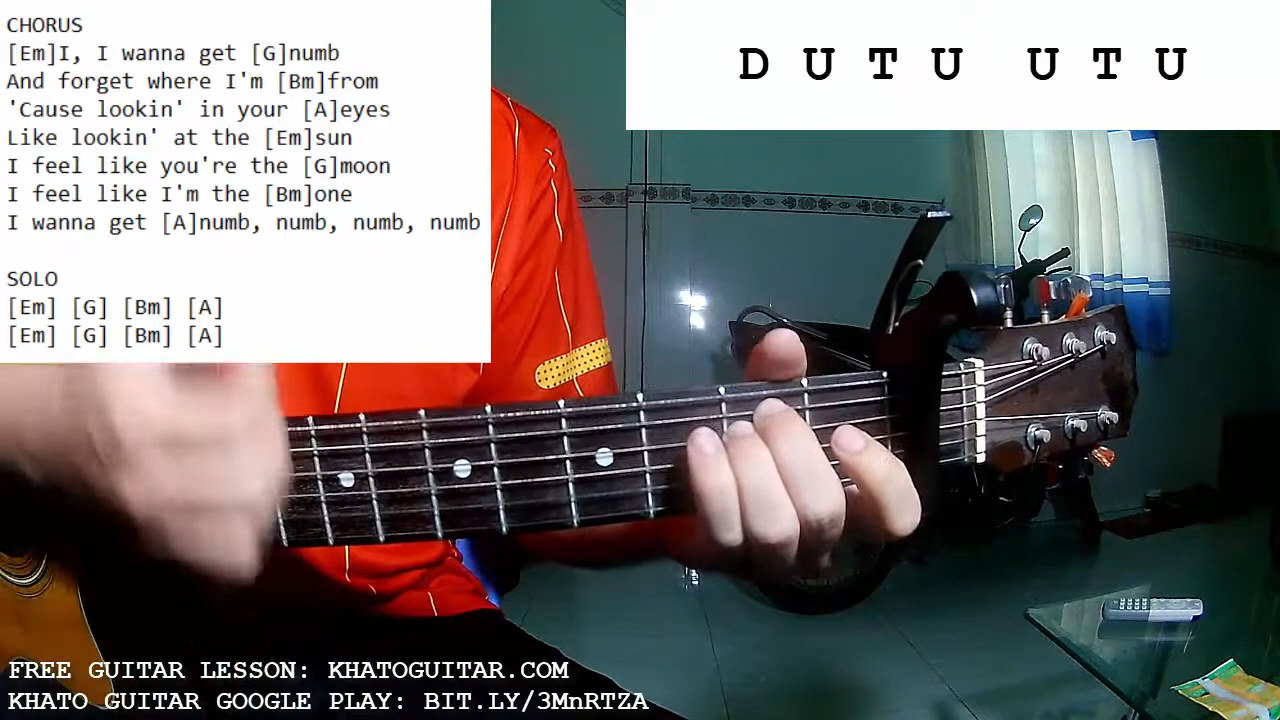 CHORUS
[Em]I, I wanna get [G]numb
And forget where I'm [Bm]from
'Cause lookin' in your [A]eyes
Like lookin' at the [Em]sun
I feel like you're the [G]moon
I feel like I'm the [Bm]one
I wanna get [A]numb, numb, numb, numb
SOLO
[Em] [G] [Bm] [A]
[Em] [G] [Bm] [A]
D U T U U T U
FREE GUITAR LESSON: KHATOGUITAR.COM
KHATO GUITAR GOOGLE PLAY: BIT.LY/3MnRTZA